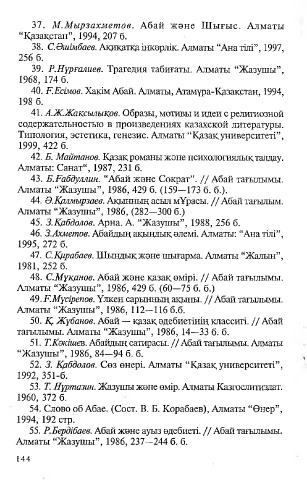 37. М.Мырзахметов. Абай және Шығыс. Алматы
"Қазақстан", 1994, 207 б.
38. С.Әшімбаев. Ақиқатқа інкәрлік. Алматы "Ана тілі", 1997,
256 б.
39. Р.Нұрғалиев. Трагедия табиғаты. Алматы "Жазушы",
1968, 174 б.
40. Ғ.Есімов. Хакім Абай. Алматы, Атамұра-Қазақстан, 1994,
198 б.
41. А.Ж.Жақсылықов. Образы, мотивы и идеи с религиозной
содержательностью в произведениях казахской литературы.
Типология, эстетика, генезис. Алматы "Қазақ университеті",
1999, 422 б.
42. Б. Майтанов. Қазақ романы және психологиялық талдау.
Алматы: Санат", 1987, 231 б.
43. Б.Ғабдуллин. "Абай және Сократ". // Абай тағылымы.
Алматы "Жазушы", 1986, 429 б. (159—173 б. б.).
44. Ә.Қалмырзаев. Ақынның асыл мұрасы. // Абай тағылым.
Алматы "Жазушы", 1986, (282—300 б.)
45. З.Қабдолов. Арна. А. "Жазушы", 1988, 256 б.
46. З.Ахметов. Абайдың ақындық әлемі. Алматы: "Ана тілі",
1995, 272 б.
47. С.Қирабаев. Шындық және шығарма. Алматы "Жалын",
1981, 252 б.
48. С.Мұқанов. Абай және қазақ өмірі. // Абай тағылымы.
Алматы "Жазушы", 1986, 429 б. (60—75 б. б.)
49. Ғ.Мүсірепов. Үлкен сарынның ақыны. // Абай тағылымы.
Алматы "Жазушы", 1986, 112—116 б.б.
50. Қ. Жұбанов. Абай — қазақ әдебиетінің классигі. // Абай
тағылымы. Алматы "Жазушы", 1986, 14—33 б. б.
51. Т.Кәкішев. Абайдың сатирасы. // Абай тағылымы. Алматы
"Жазушы", 1986, 84—94 б. б.
52. З. Қабдолов. Сөз өнері. Алматы "Қазақ университеті",
1992, 351-б.
53. Т. Нұртазин. Жазушы және өмір. Алматы Казгослитиздат.
1960, 372 б.
54. Слово об Абае. (Сост. В. Б. Корабаев), Алматы "Өнер",
1994, 192 стр.
55. Р.Бердібаев. Абай және ауыз әдебиеті. // Абай тағылымы.
Алматы "Жазушы", 1986, 237—244 б. б.
144